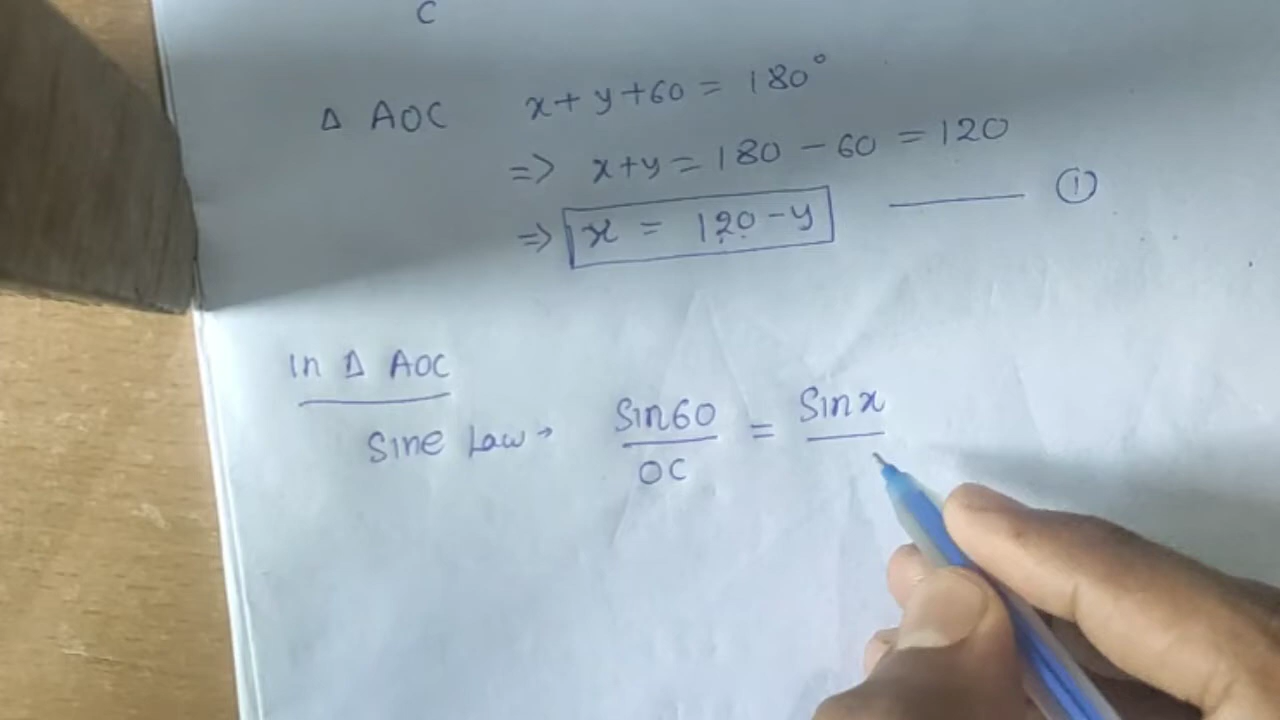 C
Δ AOC x + y + 60 = 180°
=> x + y = 180 - 60 = 120
=> x = 120 - y ——— ①
In Δ AOC
Sine Law → Sin60 / OC = Sinx /